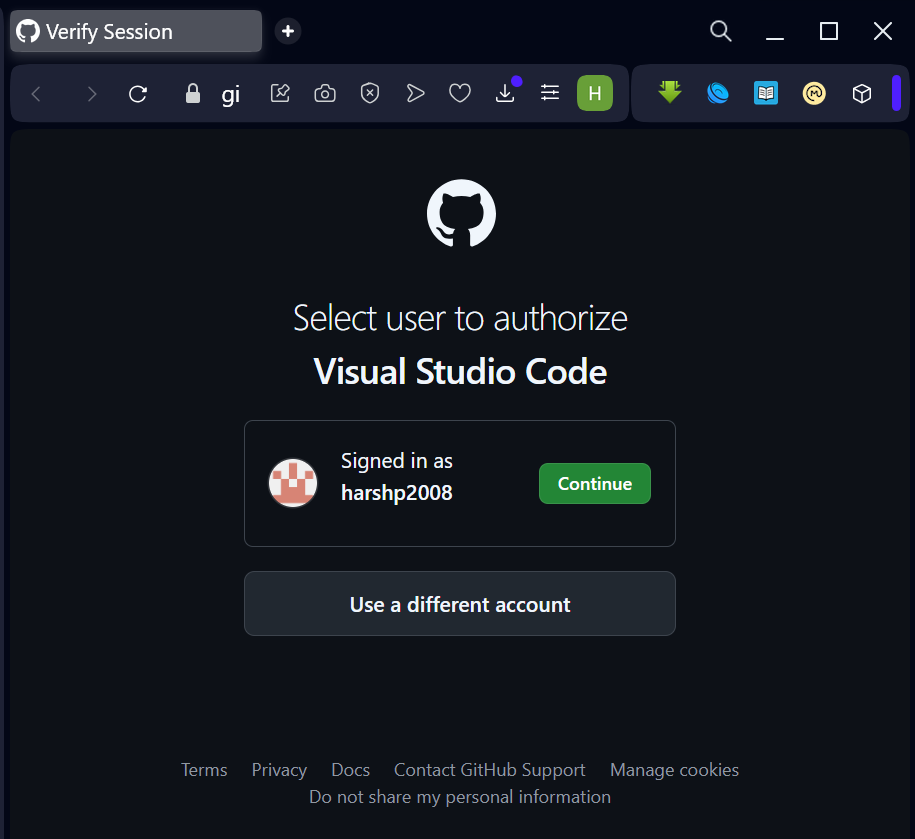 Verify Session
gi
H
Select user to authorize
Visual Studio Code
Signed in as
harshp2008
Continue
Use a different account
Terms Privacy Docs Contact GitHub Support Manage cookies
Do not share my personal information